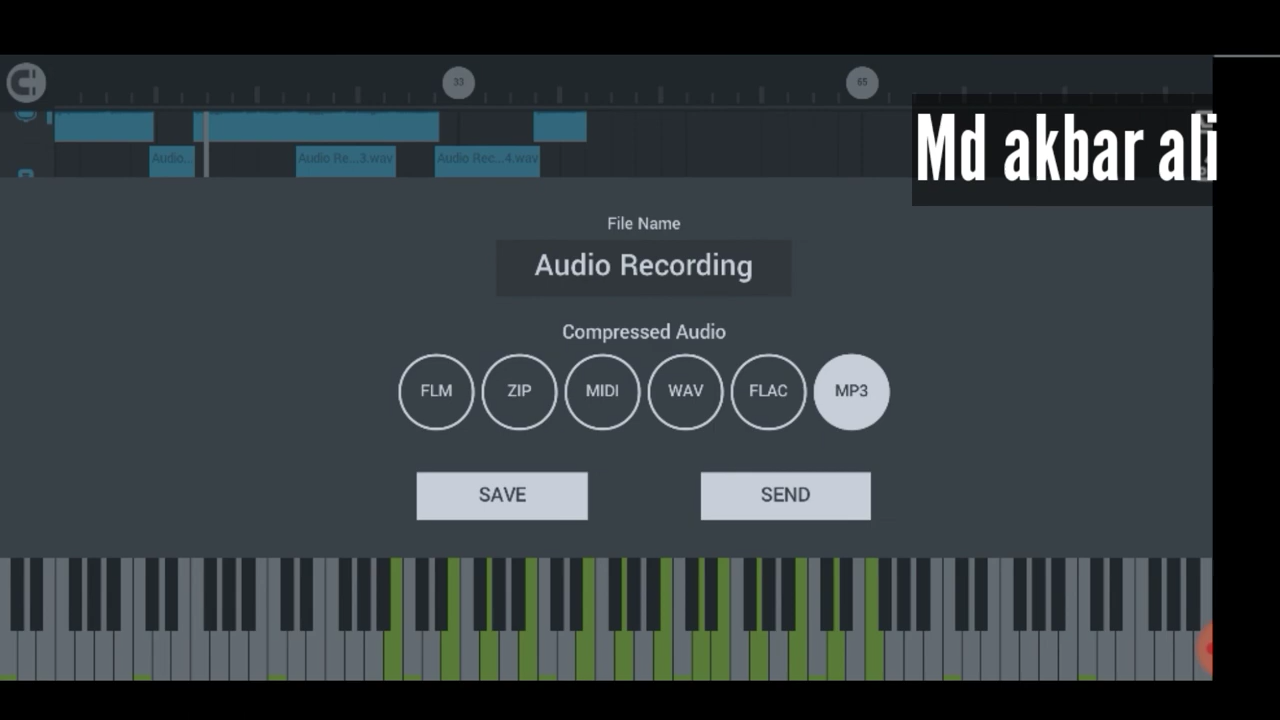 33
65
Md akbar ali
Audio...
Audio Re...3.wav
Audio Rec...4.wav
File Name
Audio Recording
Compressed Audio
FLM
ZIP
MIDI
WAV
FLAC
MP3
SAVE
SEND